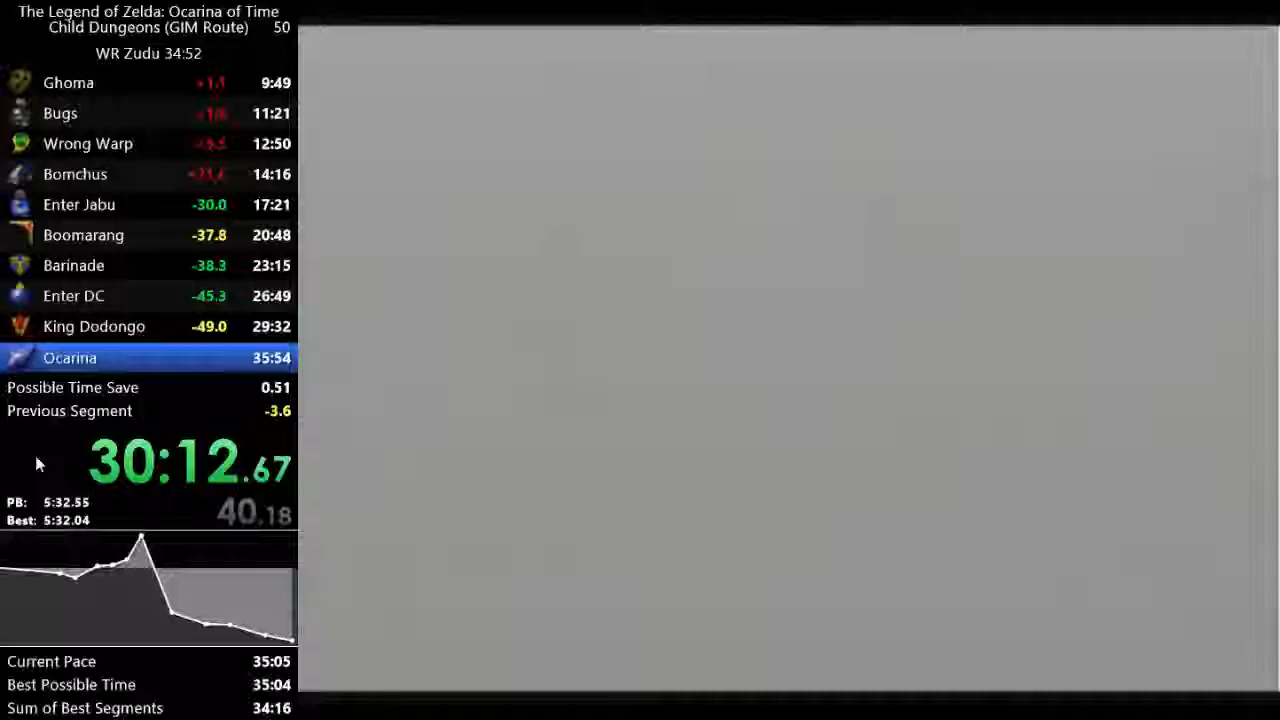 The Legend of Zelda: Ocarina of Time
Child Dungeons (GIM Route) 50
WR Zudu 34:52
Ghoma 9:49
Bugs 11:21
Wrong Warp 12:50
Bomchus 14:16
Enter Jabu -30.0 17:21
Boomarang -37.8 20:48
Barinade -38.3 23:15
Enter DC -45.3 26:49
King Dodongo -49.0 29:32
Ocarina 35:54
Possible Time Save 0.51
Previous Segment -3.6
30:12.67
PB: 5:32.55
Best: 5:32.04
40.18
Current Pace 35:05
Best Possible Time 35:04
Sum of Best Segments 34:16